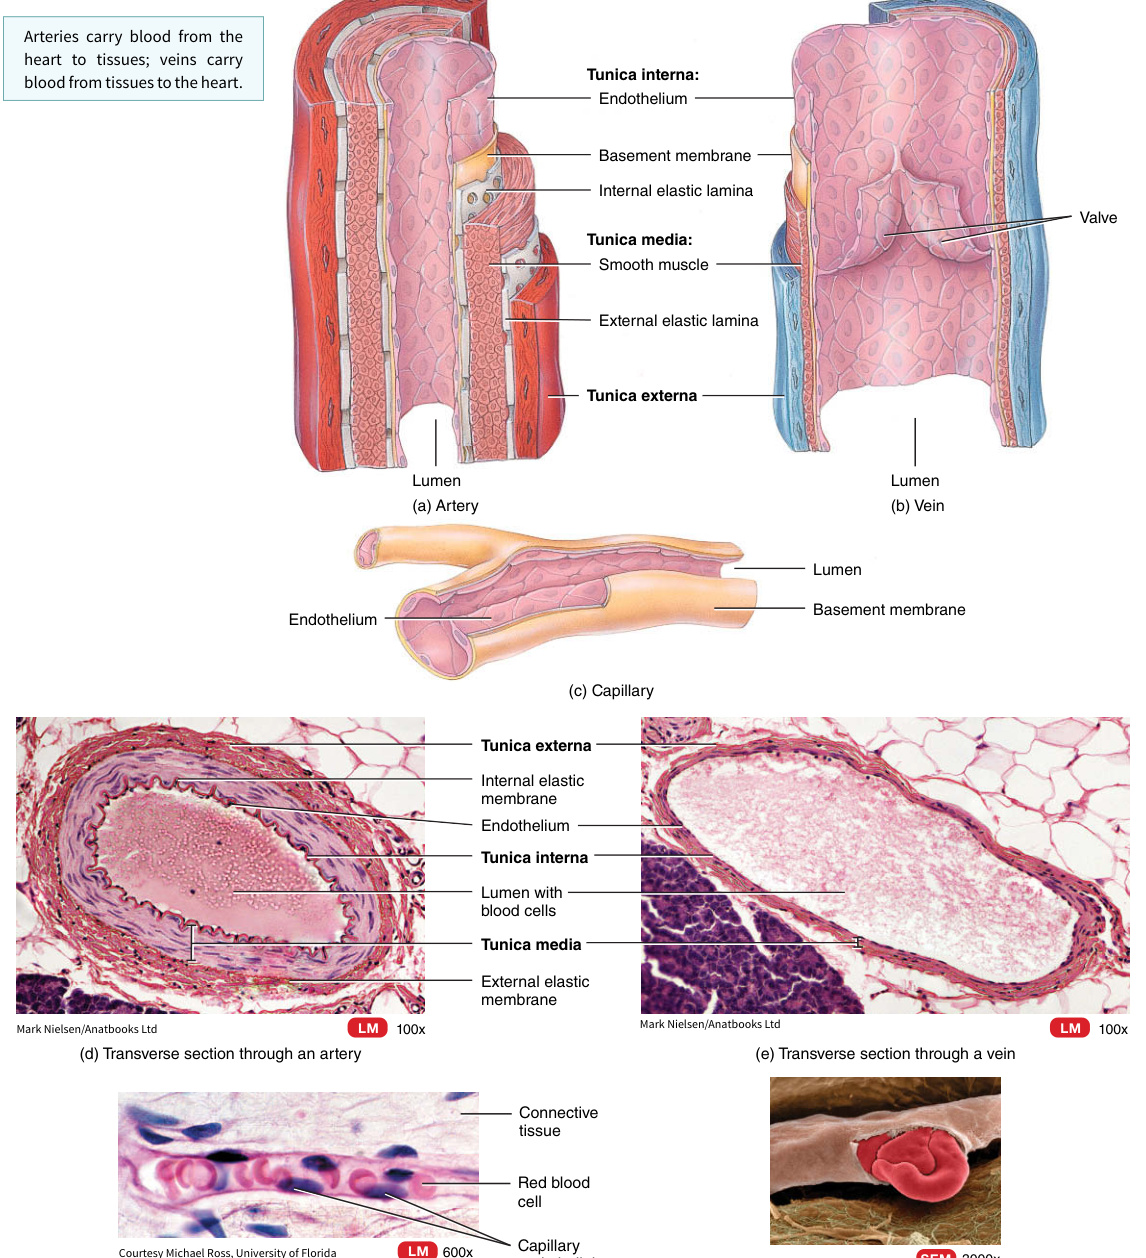 Arteries carry blood from the
heart to tissues; veins carry
blood from tissues to the heart.
Tunica interna:
Endothelium
Basement membrane
Internal elastic lamina
Valve
Tunica media:
Smooth muscle
External elastic lamina
Tunica externa
Lumen
Lumen
(a) Artery
(b) Vein
Lumen
Basement membrane
Endothelium
(c) Capillary
Tunica externa
Internal elastic
membrane
Endothelium
Tunica interna
Lumen with
blood cells
Tunica media
External elastic
membrane
Mark Nielsen/Anatbooks Ltd
LM 100x
Mark Nielsen/Anatbooks Ltd
LM 100x
(d) Transverse section through an artery
(e) Transverse section through a vein
Connective
tissue
Red blood
cell
Capillary
Courtesy Michael Ross, University of Florida
LM 600x